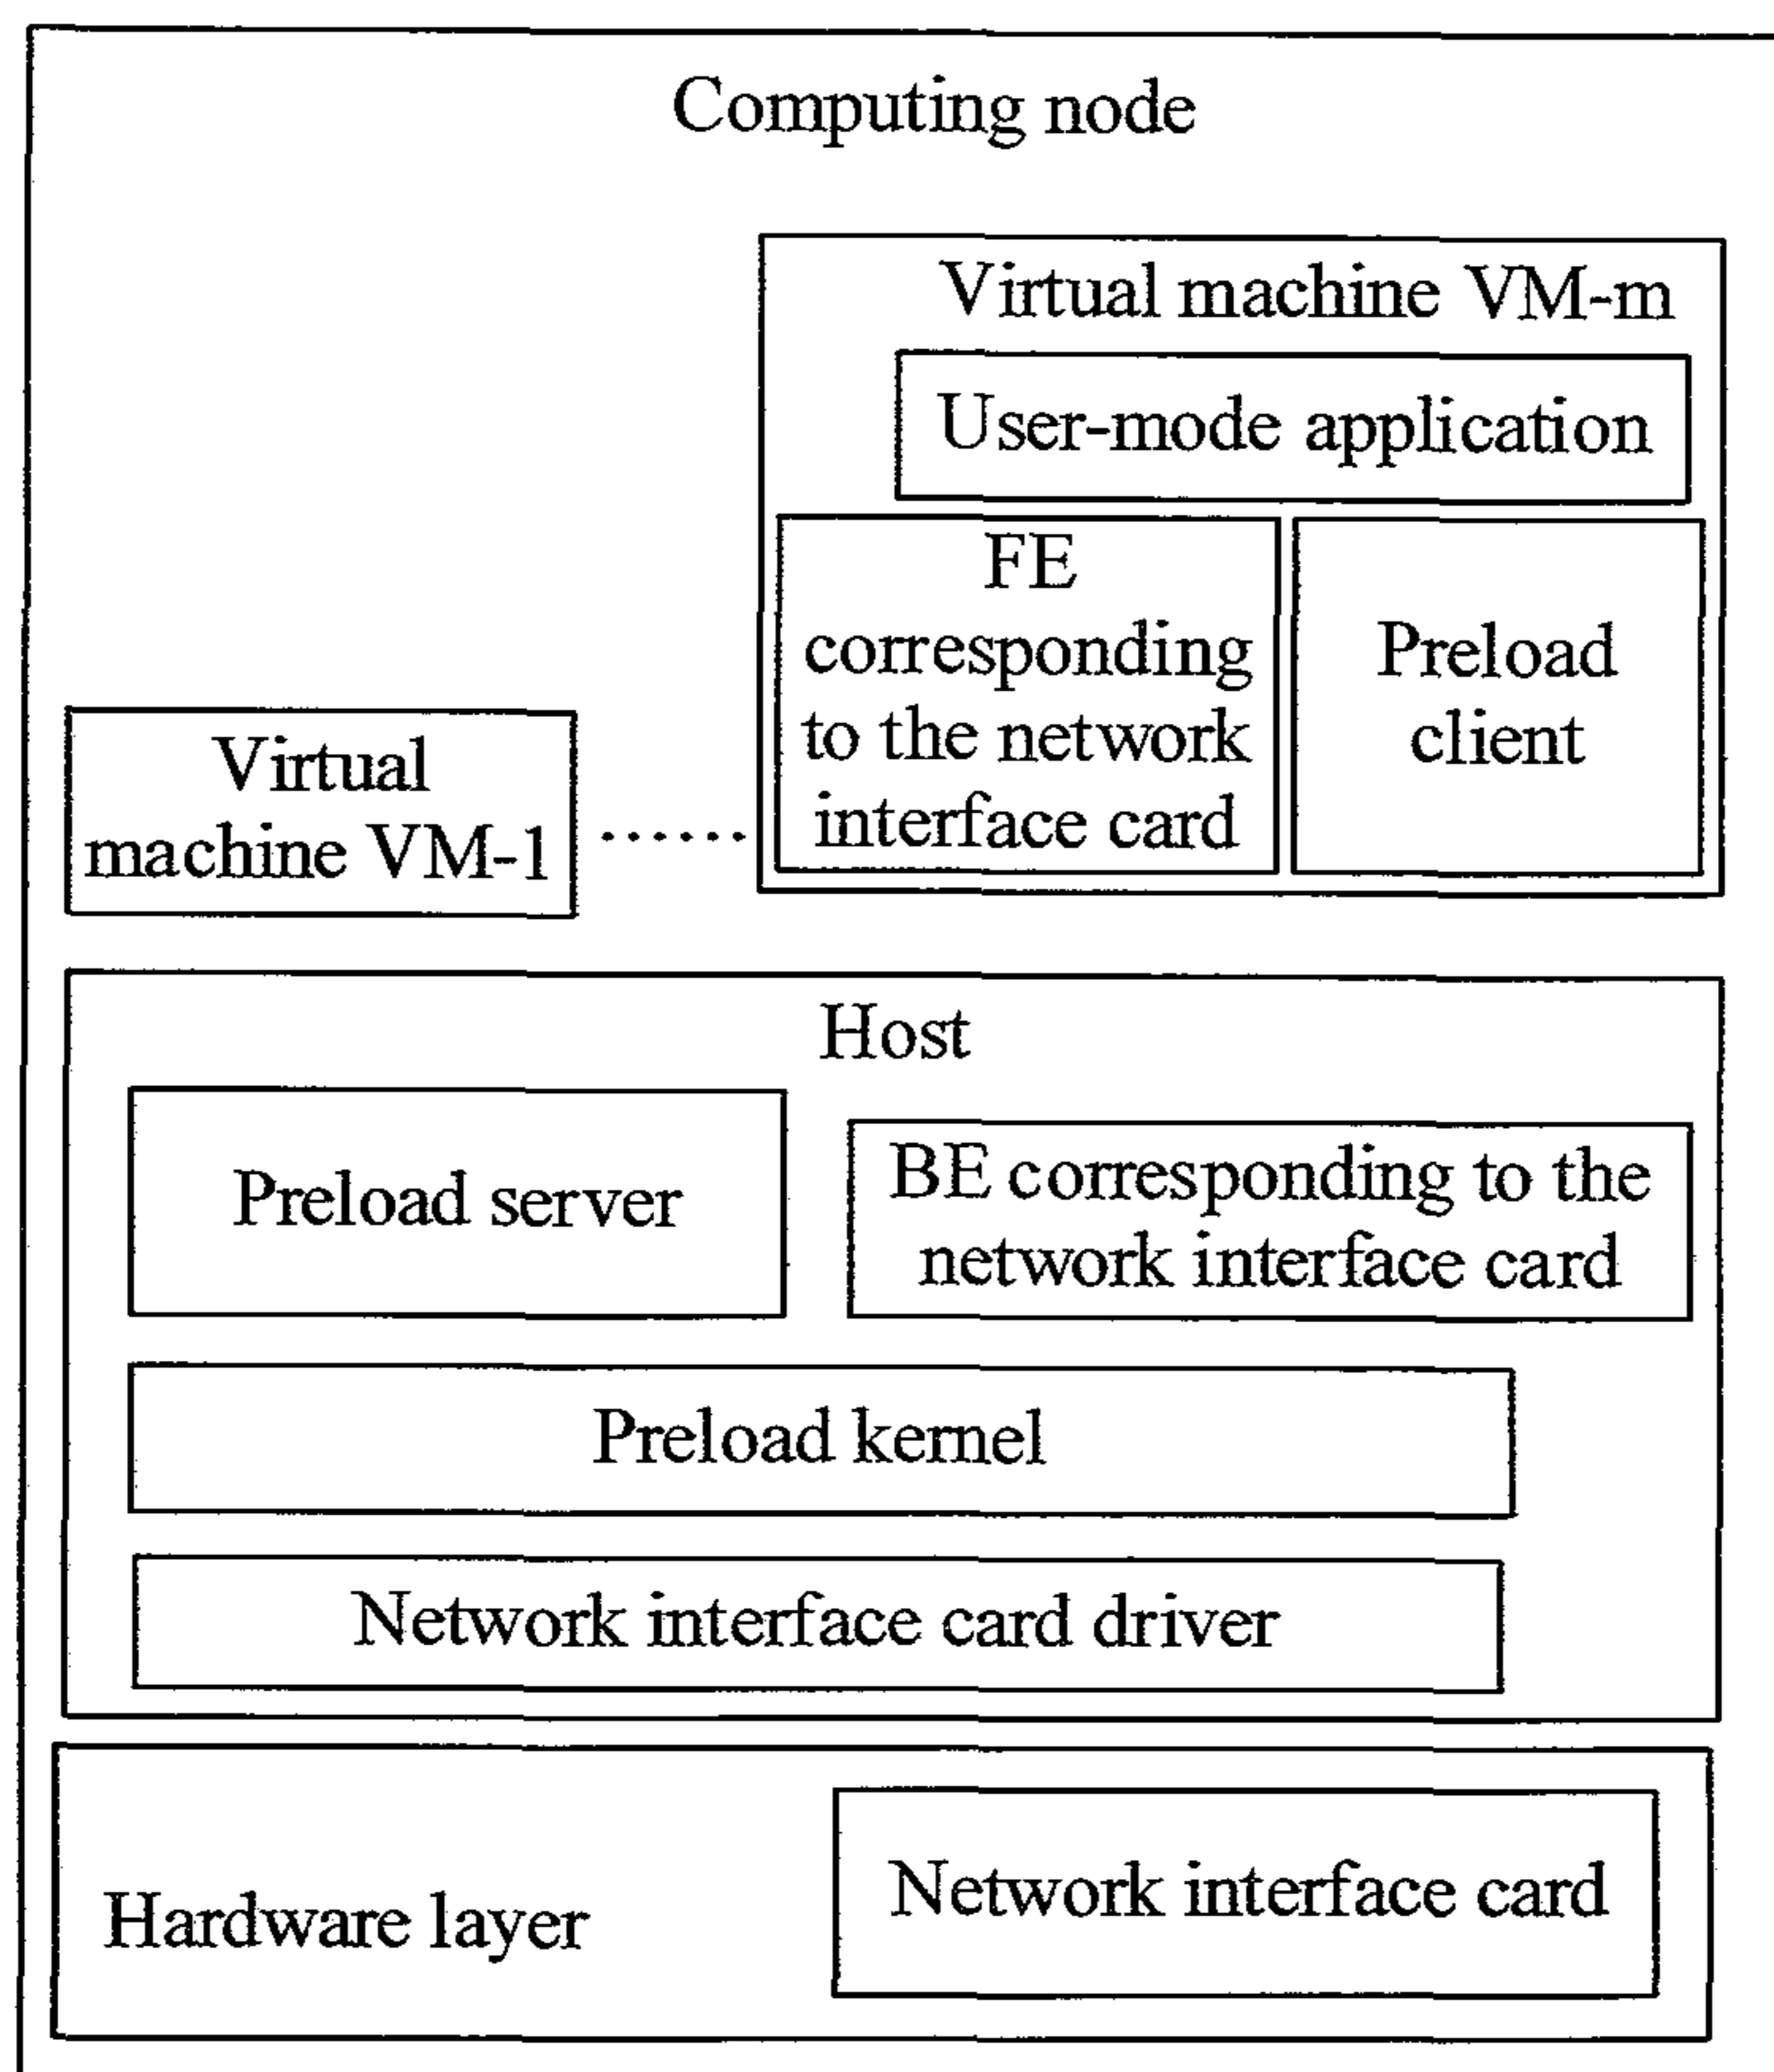 Computing node
Virtual machine VM-m
User-mode application
FE
corresponding
to the network
interface card
Preload
client
Virtual
machine VM-1
......
Host
Preload server
BE corresponding to the
network interface card
Preload kernel
Network interface card driver
Hardware layer
Network interface card